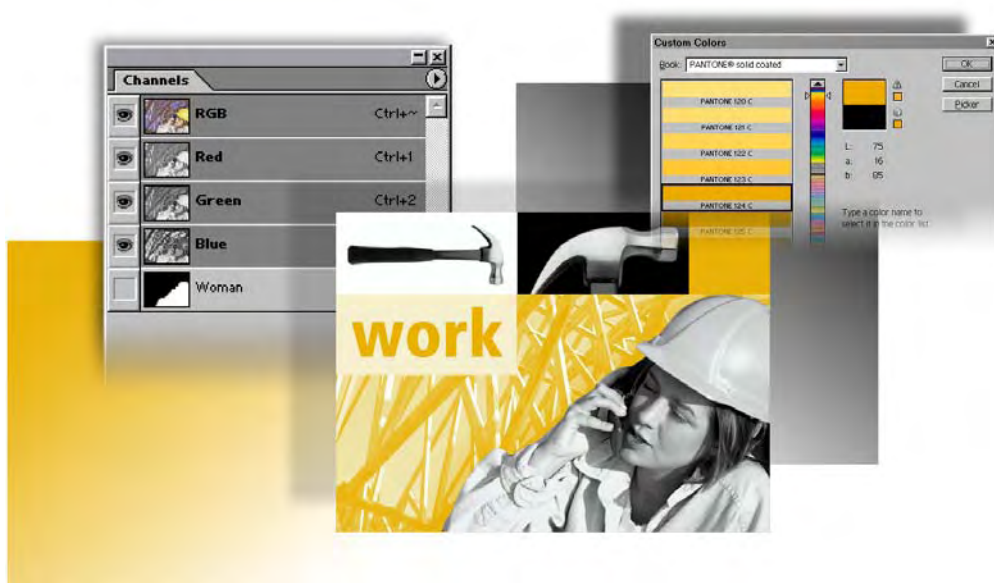 Channels
RGB Ctrl+~
Red Ctrl+1
Green Ctrl+2
Blue
Woman
Custom Colors
Book: PANTONE® solid coated
OK
Cancel
Picker
PANTONE 120 C
PANTONE 121 C
PANTONE 122 C
PANTONE 123 C
PANTONE 124 C
PANTONE 125 C
L: 75
a: 16
b: 85
Type a color name to
select it in the color list.
work